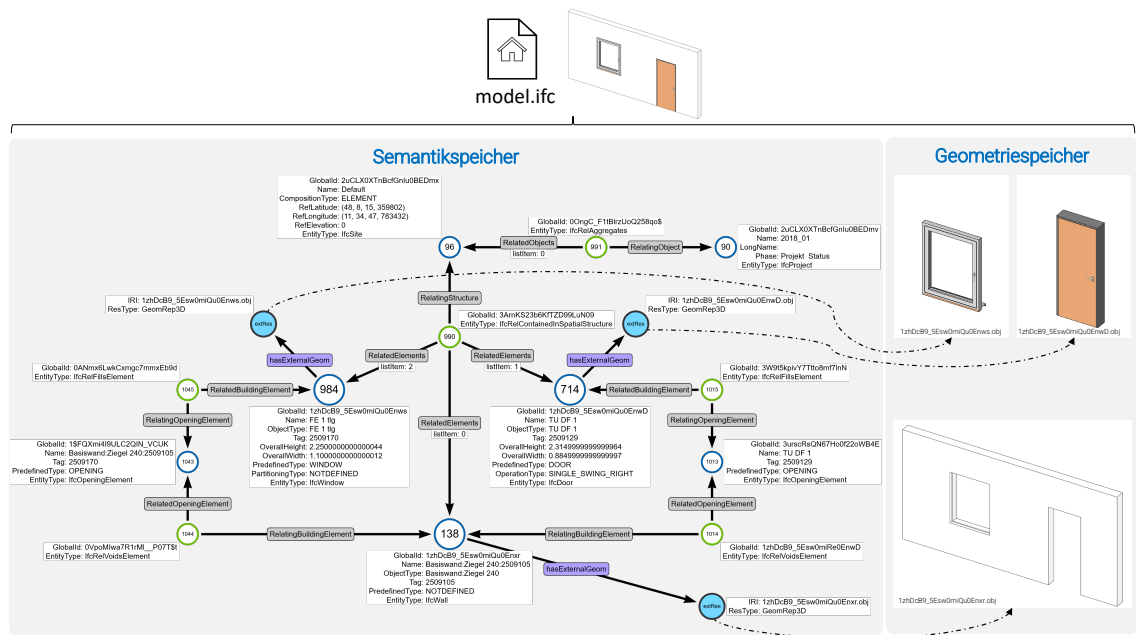 model.ifc
Semantikspeicher
Geometriespeicher
GlobalId: 2uCLX0XTnBcfGnIu0BEDmx
Name: Default
CompositionType: ELEMENT
RefLatitude: (48, 8, 15, 359802)
RefLongitude: (11, 34, 47, 783432)
RefElevation: 0
EntityType: IfcSite
96
RelatedObjects
listItem: 0
GlobalId: 0OngC_F1tBIrzUoQ258qo$
EntityType: IfcRelAggregates
991
RelatingObject
90
GlobalId: 2uCLX0XTnBcfGnIu0BEDmv
Name: 2018_01
LongName:
Phase: Projekt Status
EntityType: IfcProject
RelatingStructure
IRI: 1zhDcB9_5Esw0miQu0Enws.obj
ResType: GeomRep3D
extRes
GlobalId: 3ArnKS23b6KfTZD99LuN09
EntityType: IfcRelContainedInSpatialStructure
990
IRI: 1zhDcB9_5Esw0miQu0EnwD.obj
ResType: GeomRep3D
extRes
hasExternalGeom
RelatedElements
listItem: 2
RelatedElements
listItem: 1
hasExternalGeom
GlobalId: 0ANmx6LwkCxmgc7mmxEb9d
EntityType: IfcRelFillsElement
1045
RelatedBuildingElement
984
714
RelatedBuildingElement
1015
GlobalId: 3W9t5kpivY7Ttto8mf7InN
EntityType: IfcRelFillsElement
RelatingOpeningElement
GlobalId: 1zhDcB9_5Esw0miQu0Enws
Name: FE 1 tlg
ObjectType: FE 1 tlg
Tag: 2509170
OverallHeight: 2.2500000000000044
OverallWidth: 1.1000000000000012
PredefinedType: WINDOW
PartitioningType: NOTDEFINED
EntityType: IfcWindow
RelatedElements
listItem: 0
GlobalId: 1zhDcB9_5Esw0miQu0EnwD
Name: TU DF 1
ObjectType: TU DF 1
Tag: 2509129
OverallHeight: 2.3149999999999964
OverallWidth: 0.8849999999999997
PredefinedType: DOOR
OperationType: SINGLE_SWING_RIGHT
EntityType: IfcDoor
RelatingOpeningElement
GlobalId: 1$FQXmi4I9ULC2QIN_VCUK
Name: Basiswand:Ziegel 240:2509105
Tag: 2509170
PredefinedType: OPENING
EntityType: IfcOpeningElement
1043
1013
GlobalId: 3urscRsQN67Ho0f22oWB4E
Name: TU DF 1
Tag: 2509129
PredefinedType: OPENING
EntityType: IfcOpeningElement
RelatedOpeningElement
RelatedOpeningElement
1044
GlobalId: 0VpoMIwa7R1rMI__P07T$t
EntityType: IfcRelVoidsElement
RelatingBuildingElement
138
RelatingBuildingElement
1014
GlobalId: 1zhDcB9_5Esw0miRe0EnwD
EntityType: IfcRelVoidsElement
GlobalId: 1zhDcB9_5Esw0miQu0Enxr
Name: Basiswand:Ziegel 240:2509105
ObjectType: Basiswand:Ziegel 240
Tag: 2509105
PredefinedType: NOTDEFINED
EntityType: IfcWall
hasExternalGeom
extRes
IRI: 1zhDcB9_5Esw0miQu0Enxr.obj
ResType: GeomRep3D
1zhDcB9_5Esw0miQu0Enws.obj
1zhDcB9_5Esw0miQu0EnwD.obj
1zhDcB9_5Esw0miQu0Enxr.obj